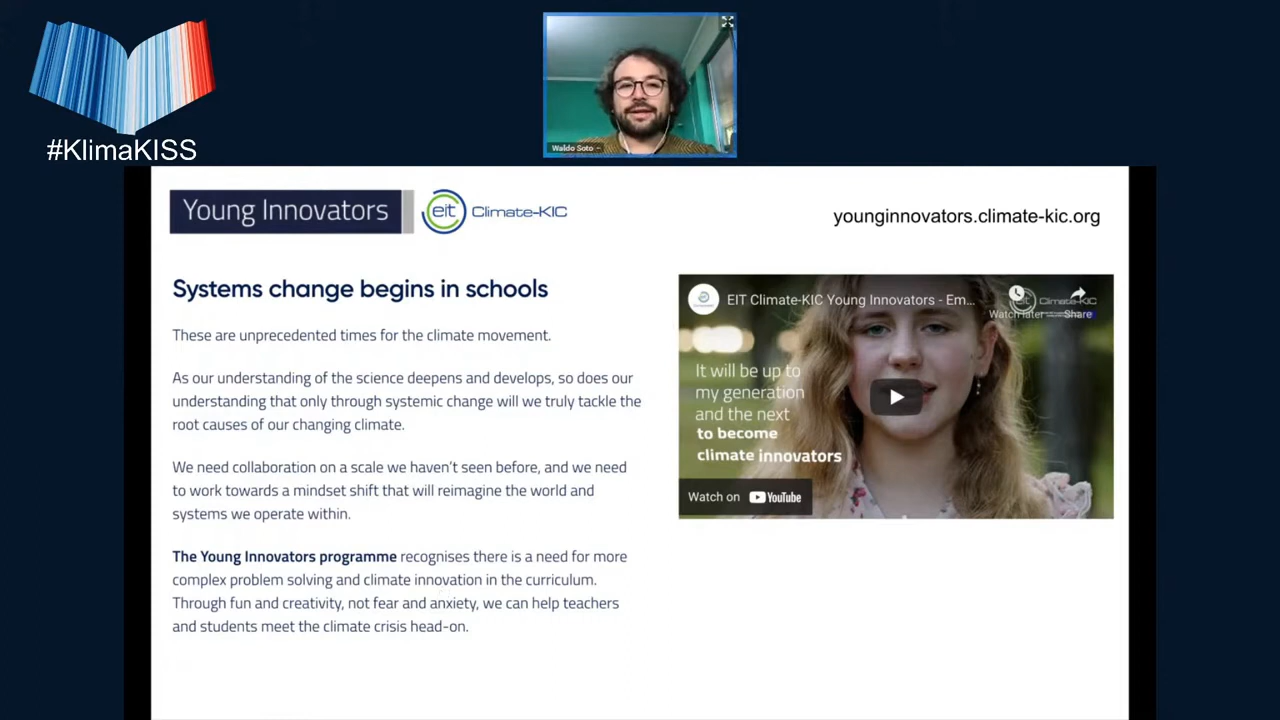 #KlimaKISS
Waldo Soto
Young Innovators
eit Climate-KIC
younginnovators.climate-kic.org
Systems change begins in schools
These are unprecedented times for the climate movement.
As our understanding of the science deepens and develops, so does our
understanding that only through systemic change will we truly tackle the
root causes of our changing climate.
We need collaboration on a scale we haven't seen before, and we need
to work towards a mindset shift that will reimagine the world and
systems we operate within.
The Young Innovators programme recognises there is a need for more
complex problem solving and climate innovation in the curriculum.
Through fun and creativity, not fear and anxiety, we can help teachers
and students meet the climate crisis head-on.
EIT Climate-KIC Young Innovators - Em...
eit Climate-KIC
Watch later
Share
It will be up to
my generation
and the next
to become
climate innovators
Watch on YouTube